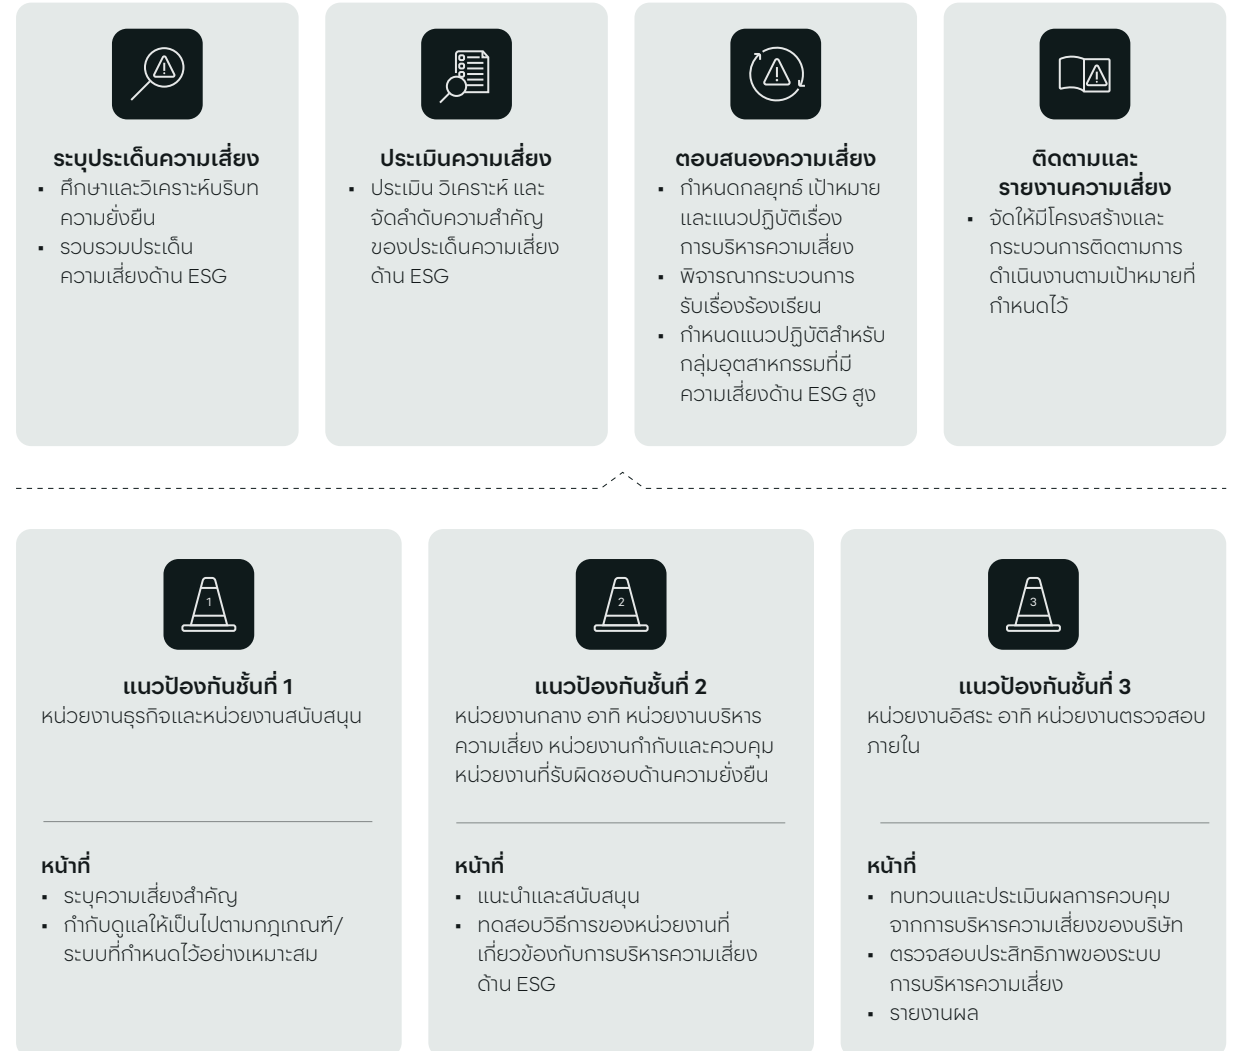 ระบุประเด็นความเสี่ยง
▪ ศึกษาและวิเคราะห์บริบท
ความยั่งยืน
▪ รวบรวมประเด็น
ความเสี่ยงด้าน ESG
ประเมินความเสี่ยง
▪ ประเมิน วิเคราะห์ และ
จัดลำดับความสำคัญ
ของประเด็นความเสี่ยง
ด้าน ESG
ตอบสนองความเสี่ยง
▪ กำหนดกลยุทธ์ เป้าหมาย
และแนวปฏิบัติเรื่อง
การบริหารความเสี่ยง
▪ พิจารณากระบวนการ
รับเรื่องร้องเรียน
▪ กำหนดแนวปฏิบัติสำหรับ
กลุ่มอุตสาหกรรมที่มี
ความเสี่ยงด้าน ESG สูง
ติดตามและ
รายงานความเสี่ยง
▪ จัดให้มีโครงสร้างและ
กระบวนการติดตามการ
ดำเนินงานตามเป้าหมายที่
กำหนดไว้
1
แนวป้องกันชั้นที่ 1
หน่วยงานธุรกิจและหน่วยงานสนับสนุน
หน้าที่
▪ ระบุความเสี่ยงสำคัญ
▪ กำกับดูแลให้เป็นไปตามกฎเกณฑ์/
ระบบที่กำหนดไว้อย่างเหมาะสม
2
แนวป้องกันชั้นที่ 2
หน่วยงานกลาง อาทิ หน่วยงานบริหาร
ความเสี่ยง หน่วยงานกำกับและควบคุม
หน่วยงานที่รับผิดชอบด้านความยั่งยืน
หน้าที่
▪ แนะนำและสนับสนุน
▪ ทดสอบวิธีการของหน่วยงานที่
เกี่ยวข้องกับการบริหารความเสี่ยง
ด้าน ESG
3
แนวป้องกันชั้นที่ 3
หน่วยงานอิสระ อาทิ หน่วยงานตรวจสอบ
ภายใน
หน้าที่
▪ ทบทวนและประเมินผลการควบคุม
จากการบริหารความเสี่ยงของบริษัท
▪ ตรวจสอบประสิทธิภาพของระบบ
การบริหารความเสี่ยง
▪ รายงานผล